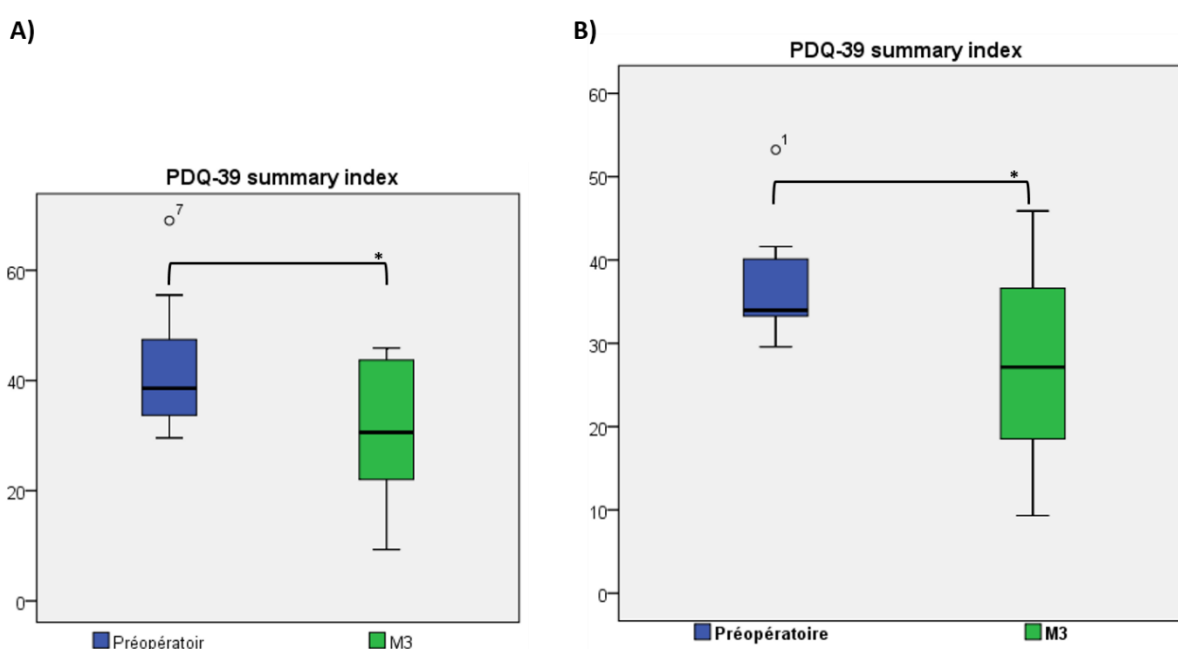 A)
PDQ-39 summary index
7
*
60
40
20
0
Préopératoir
M3
B)
PDQ-39 summary index
60
1
50
*
40
30
20
10
0
Préopératoire
M3